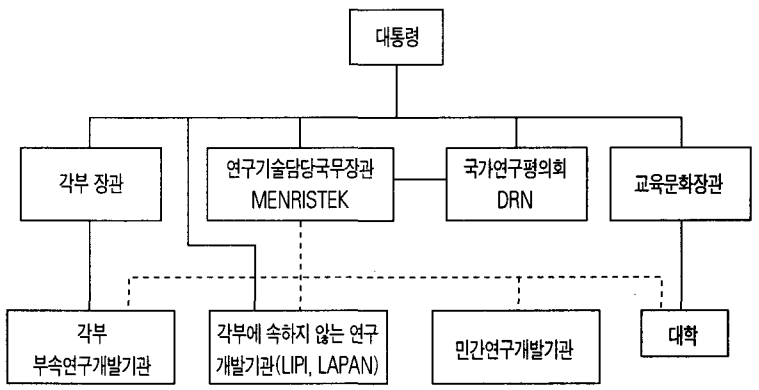 대통령
각부 장관
연구기술담당국무장관
MENRISTEK
국가연구평의회
DRN
교육문화장관
각부
부속연구개발기관
각부에 속하지 않는 연구
개발기관(LIPI, LAPAN)
민간연구개발기관
대학